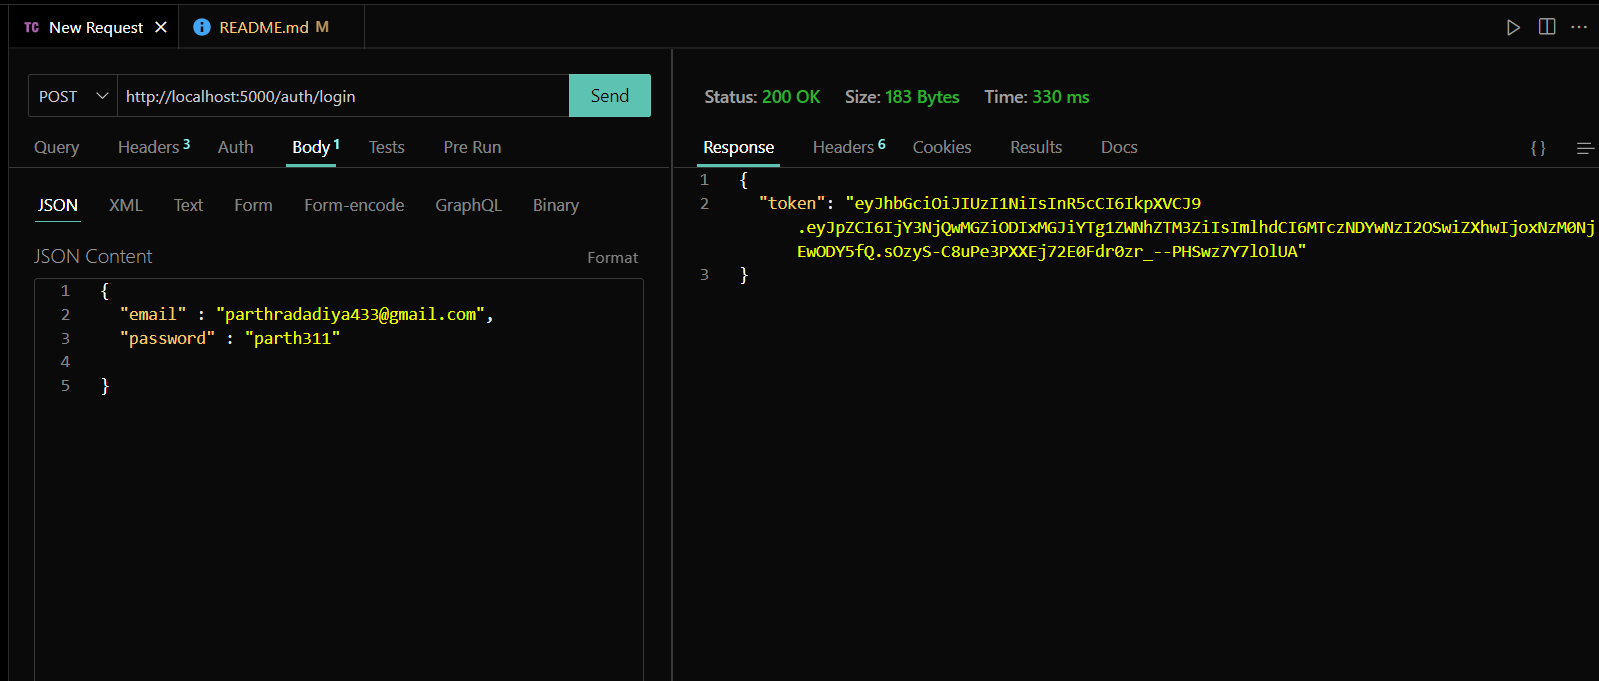 TC New Request README.md M
POST http://localhost:5000/auth/login Send
Query Headers 3 Auth Body 1 Tests Pre Run
JSON XML Text Form Form-encode GraphQL Binary
JSON Content Format
1 {
2 "email" : "parthradadiya433@gmail.com",
3 "password" : "parth311"
4
5 }
Status: 200 OK Size: 183 Bytes Time: 330 ms
Response Headers 6 Cookies Results Docs {}
1 {
2 "token": "eyJhbGciOiJIUzI1NiIsInR5cCI6IkpXVCJ9
.eyJpZCI6IjY3NjQwMGZiODIxMGJiYTg1ZWNhZTM3ZiIsImlhdCI6MTczNDYwNzI2OSwiZXhwIjoxNzM0Nj
EwODY5fQ.sOzyS-C8uPe3PXXEj72E0Fdr0zr_--PHSwz7Y7lOlUA"
3 }